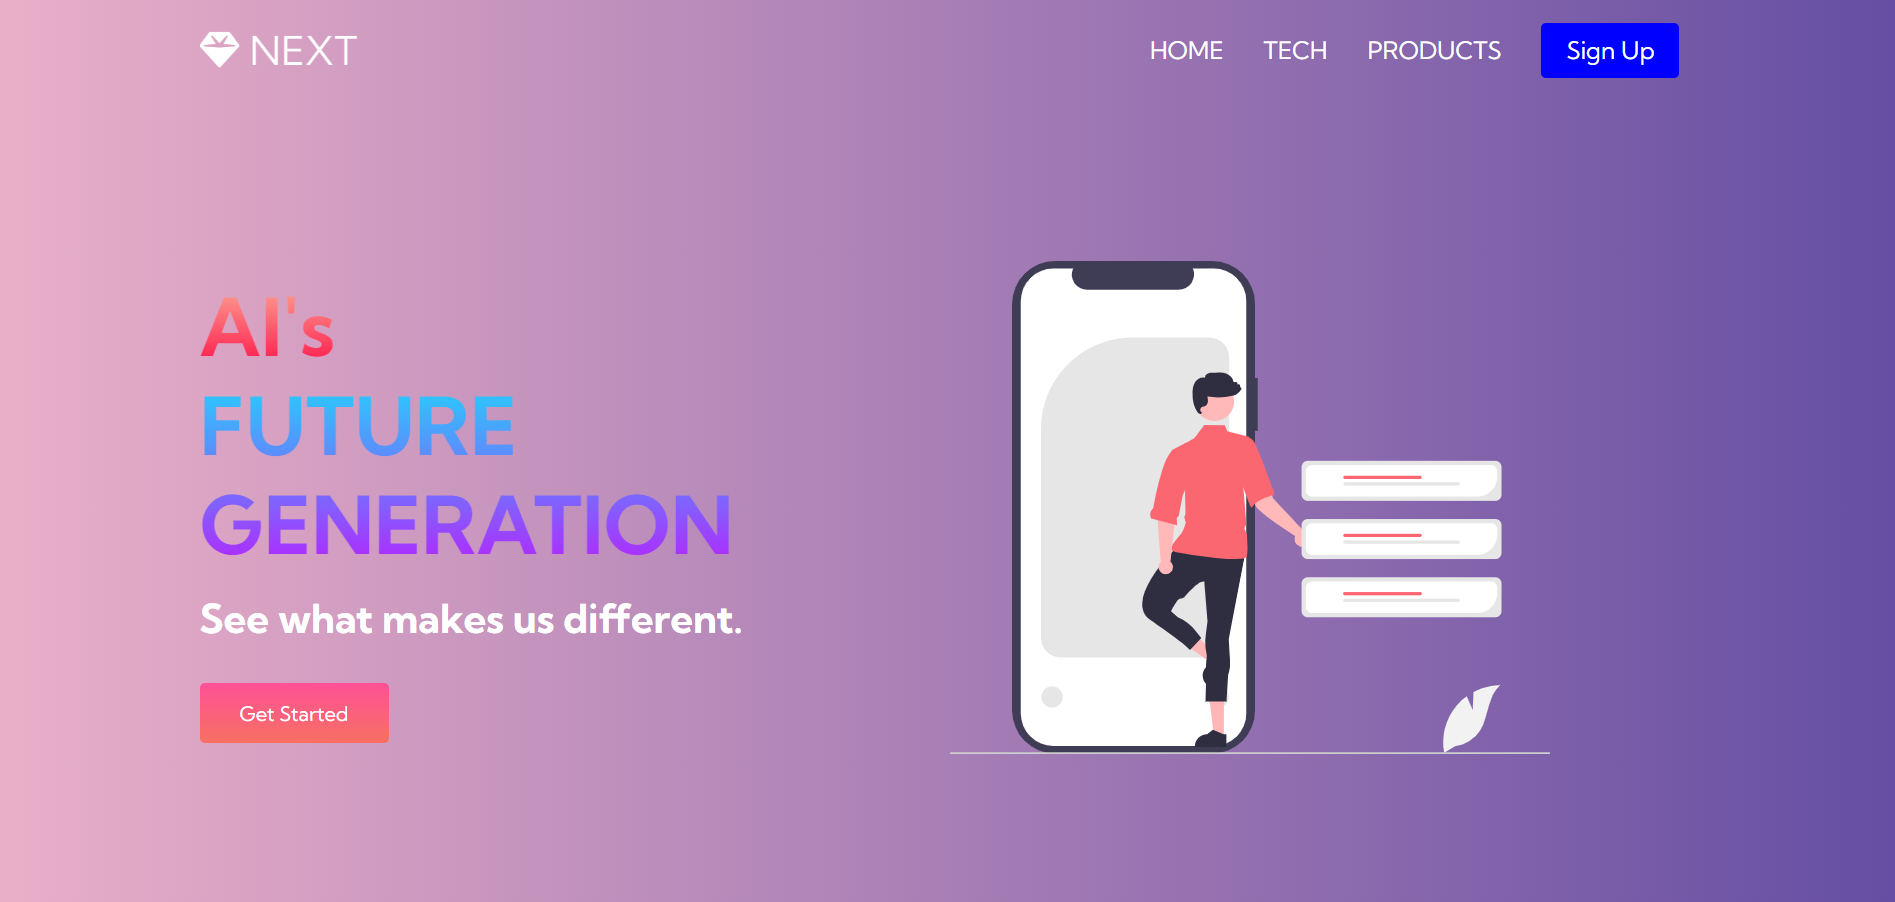 NEXT
HOME TECH PRODUCTS Sign Up
AI's
FUTURE
GENERATION
See what makes us different.
Get Started